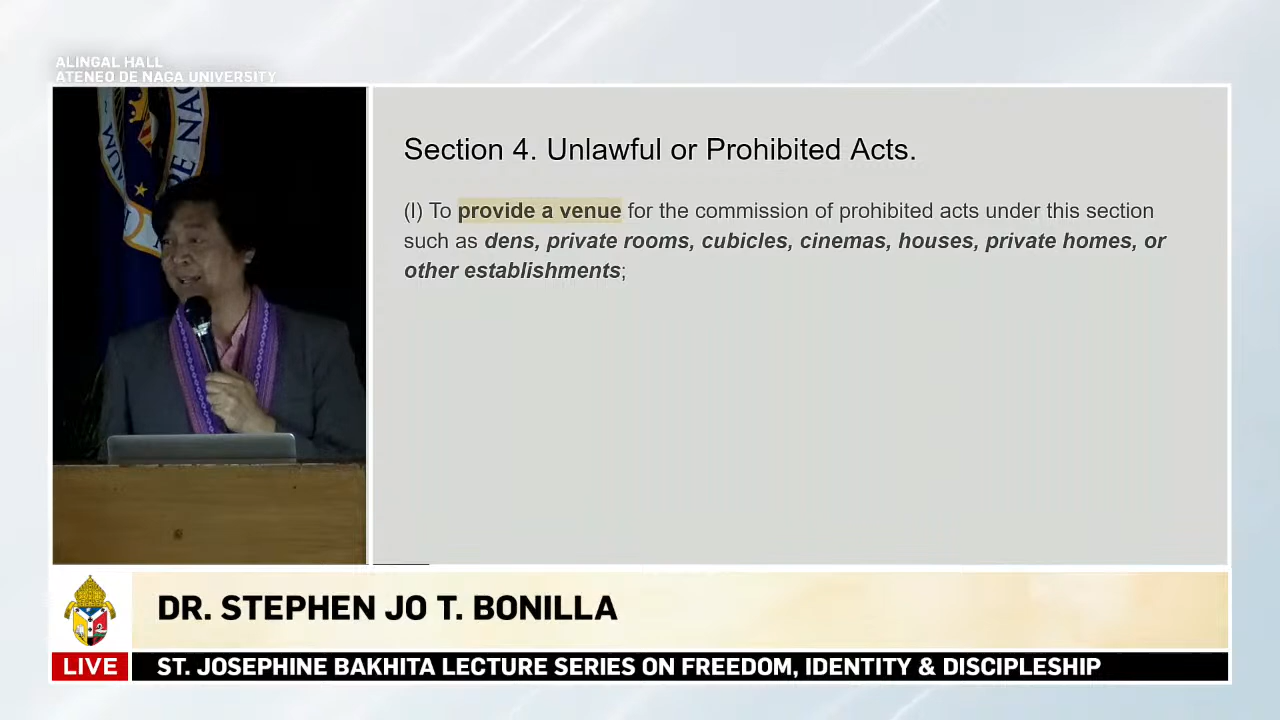 ALINGAL HALL
ATENEO DE NAGA UNIVERSITY
UM
E NAG
Section 4. Unlawful or Prohibited Acts.
(l) To provide a venue for the commission of prohibited acts under this section
such as dens, private rooms, cubicles, cinemas, houses, private homes, or
other establishments;
DR. STEPHEN JO T. BONILLA
LIVE
ST. JOSEPHINE BAKHITA LECTURE SERIES ON FREEDOM, IDENTITY & DISCIPLESHIP